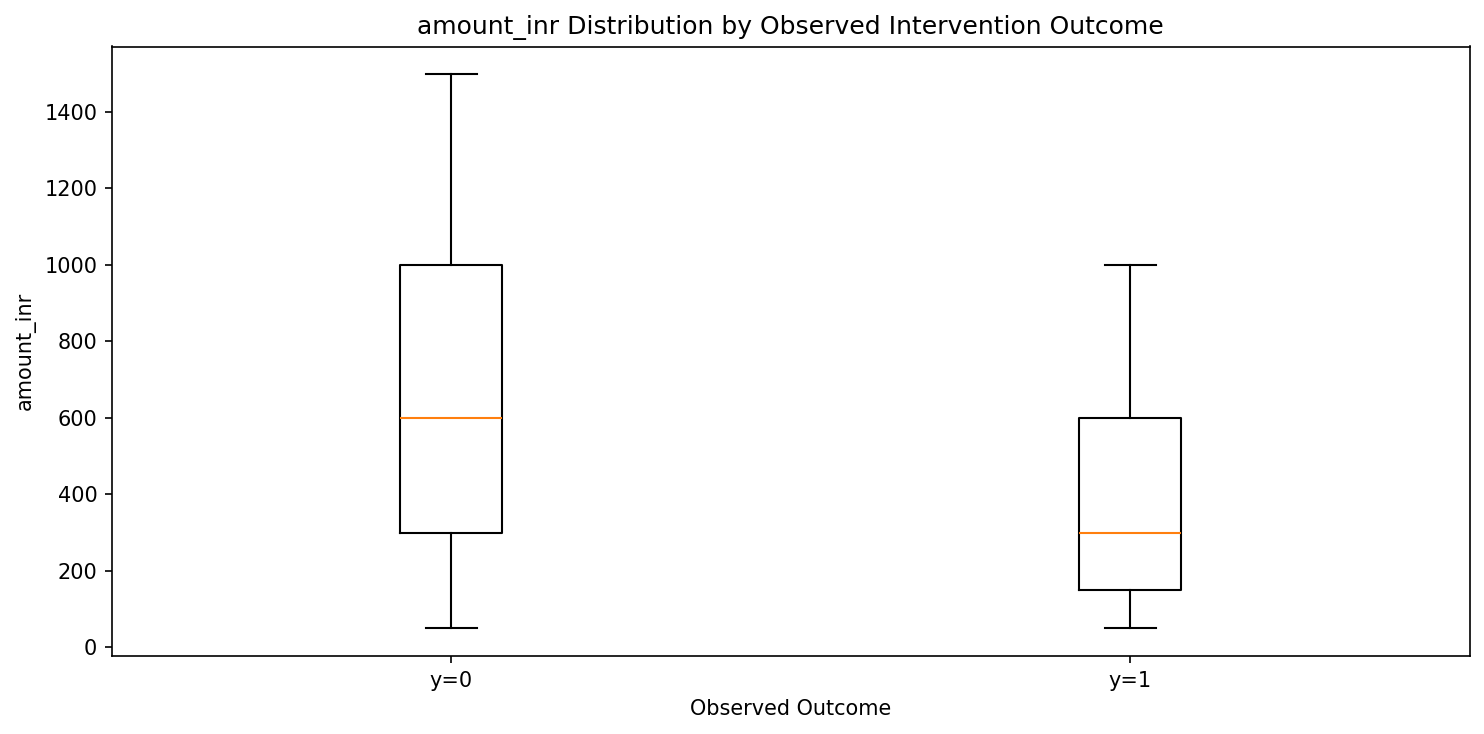 amount_inr Distribution by Observed Intervention Outcome
1400
1200
1000
800
600
400
200
0
amount_inr
y=0
y=1
Observed Outcome